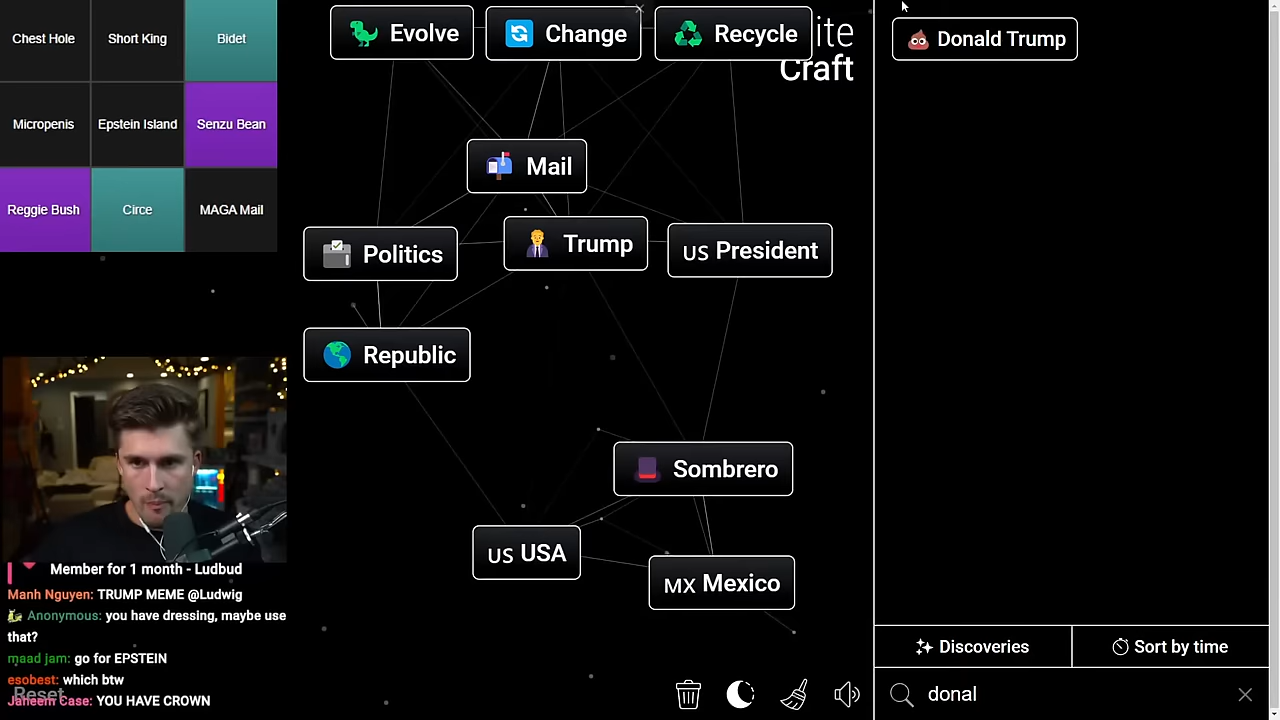 Chest Hole
Short King
Bidet
Micropenis
Epstein Island
Senzu Bean
Reggie Bush
Circe
MAGA Mail
Evolve
Change
Recycle
ite
Craft
Mail
Politics
Trump
US President
Republic
Sombrero
US USA
MX Mexico
Donald Trump
Discoveries
Sort by time
donal
Member for 1 month - Ludbud
Manh Nguyen: TRUMP MEME @Ludwig
Anonymous: you have dressing, maybe use
that?
maad jam: go for EPSTEIN
esobest: which btw
Jaheem Case: YOU HAVE CROWN
Reset